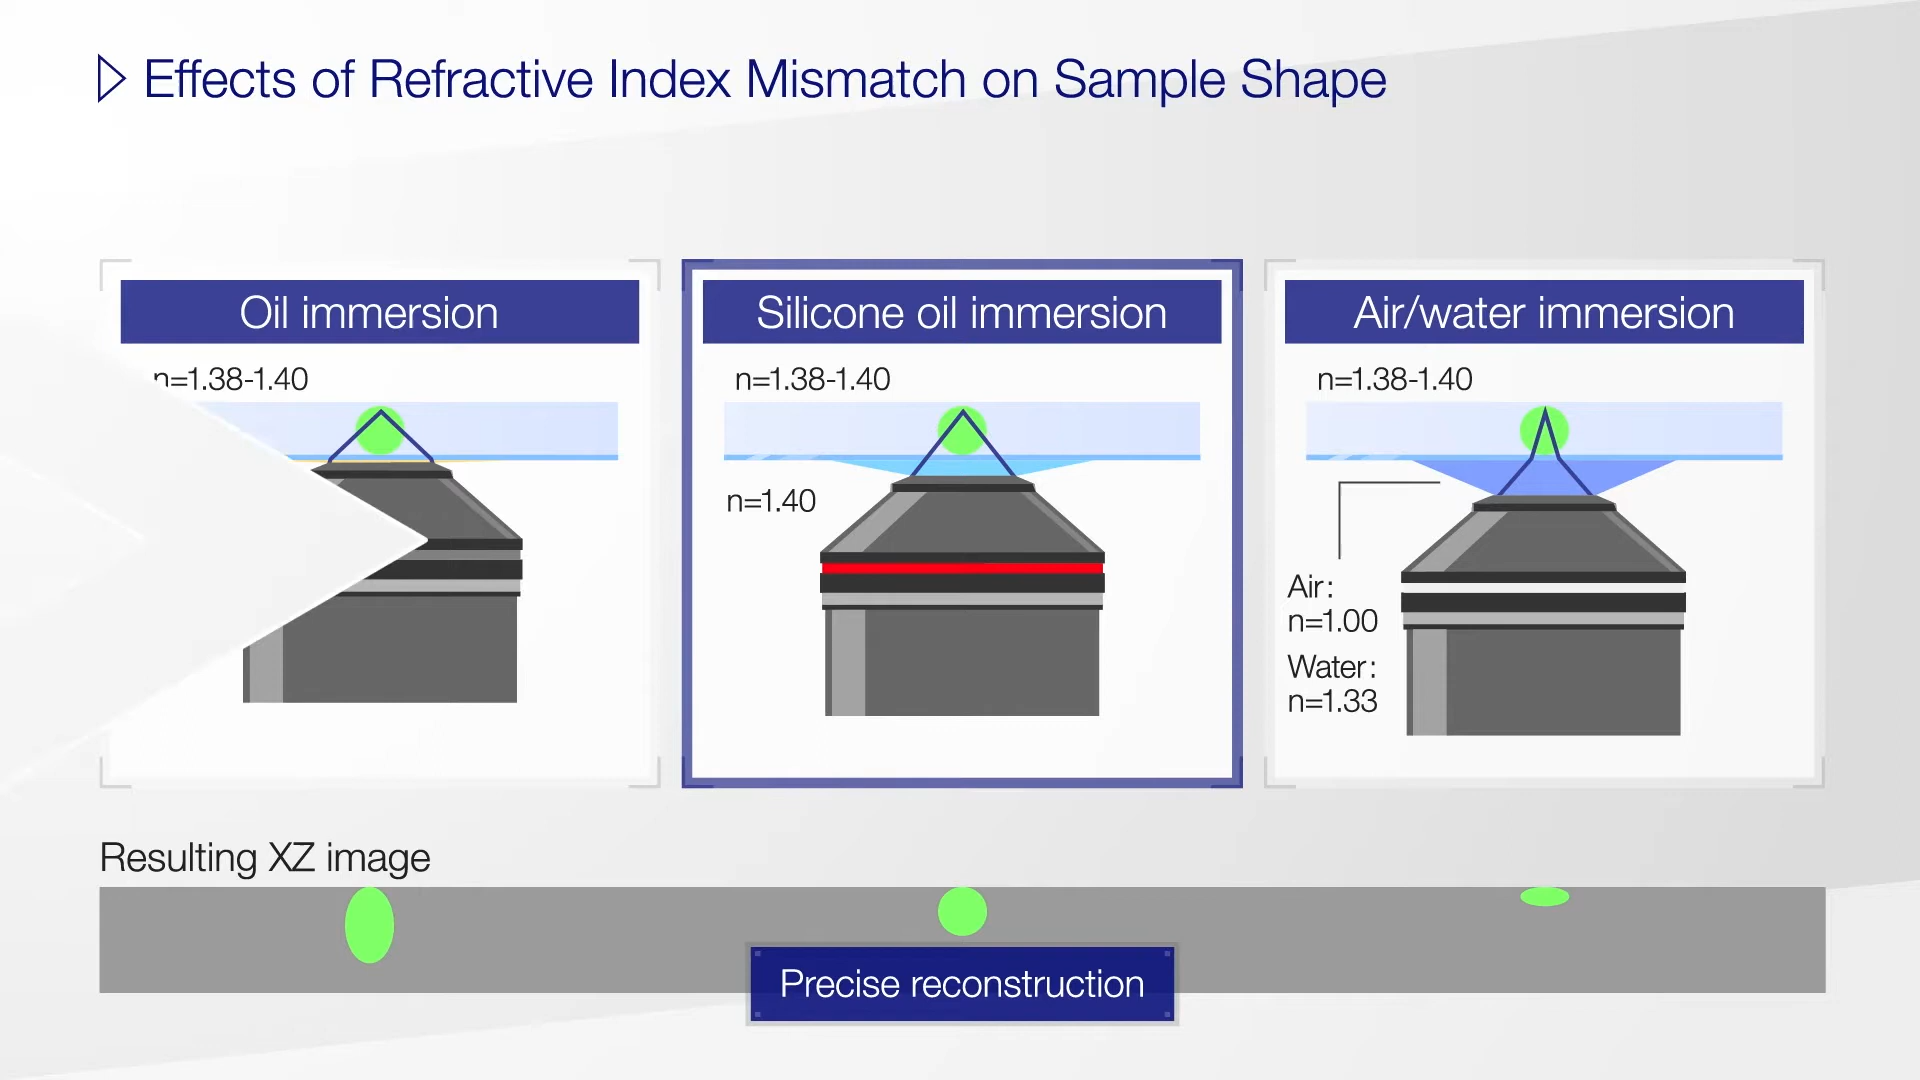 Effects of Refractive Index Mismatch on Sample Shape
Oil immersion
n=1.38-1.40
Silicone oil immersion
n=1.38-1.40
n=1.40
Air/water immersion
n=1.38-1.40
Air:
n=1.00
Water:
n=1.33
Resulting XZ image
Precise reconstruction